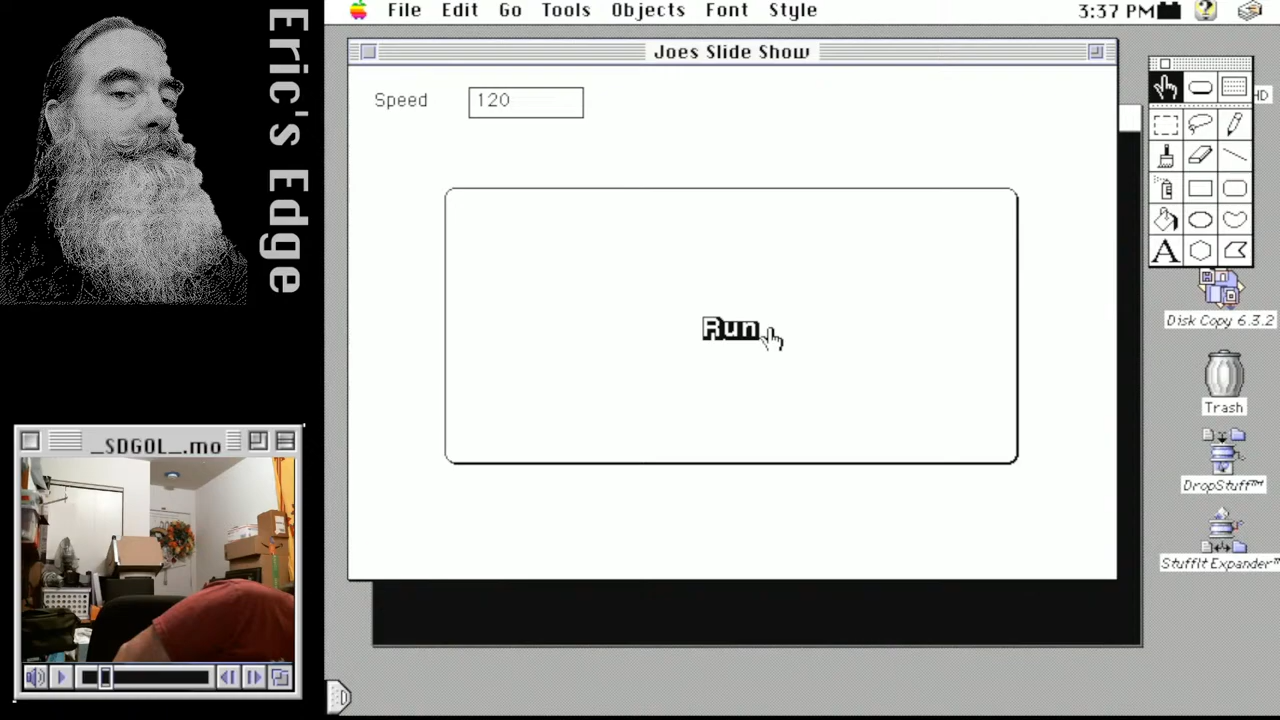 Eric's Edge
File Edit Go Tools Objects Font Style
3:37 PM
Joes Slide Show
Speed
120
Run
A
HD
Disk Copy 6.3.2
Trash
DropStuff™
StuffIt Expander™
_SDGOL_.mo